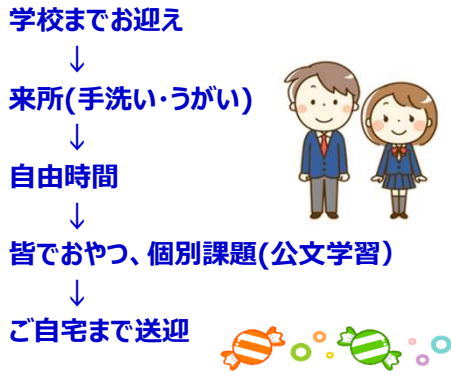 学校までお迎え
↓
来所(手洗い・うがい)
↓
自由時間
↓
皆でおやつ、個別課題(公文学習）
↓
ご自宅まで送迎